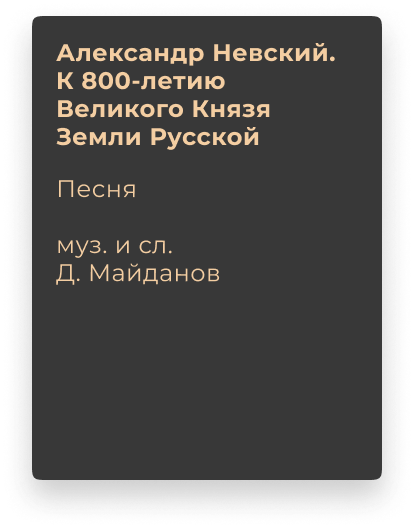 Александр Невский.
К 800-летию
Великого Князя
Земли Русской
Песня
муз. и сл.
Д. Майданов